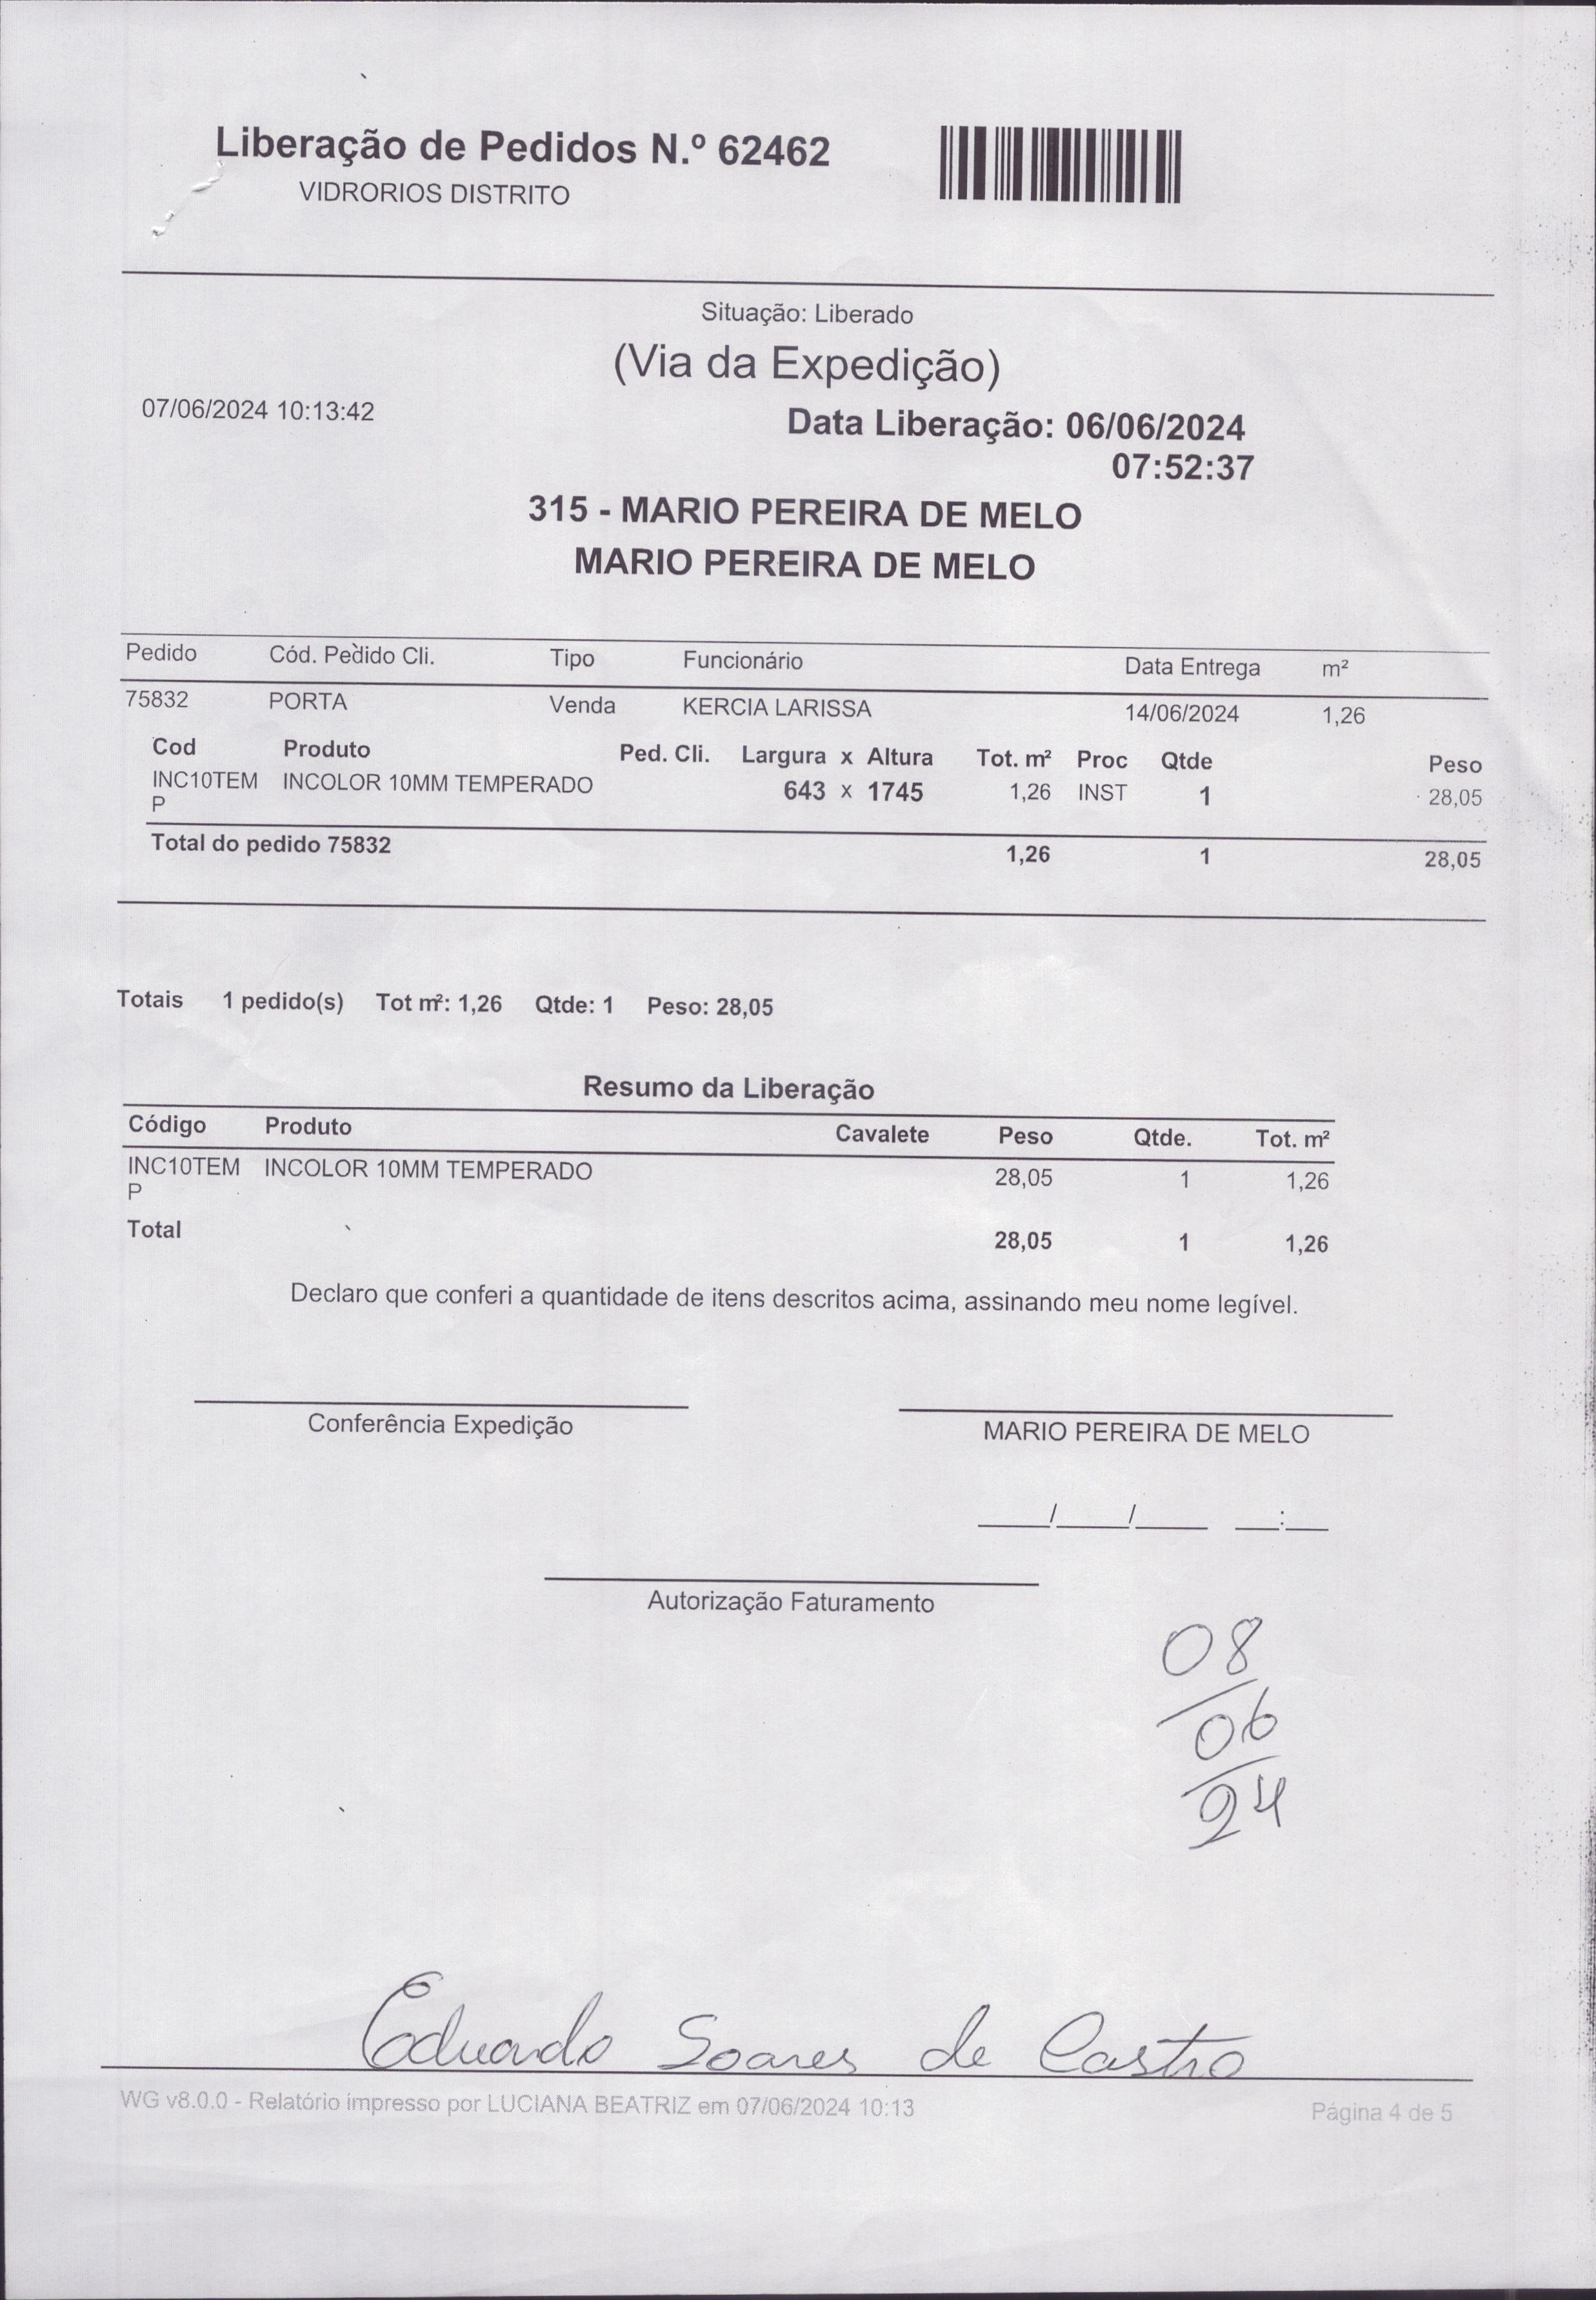 Liberação de Pedidos N.º 62462
VIDRORIOS DISTRITO
Situação: Liberado
(Via da Expedição)
07/06/2024 10:13:42
Data Liberação: 06/06/2024
07:52:37
315 - MARIO PEREIRA DE MELO
MARIO PEREIRA DE MELO
Pedido Cód. Pedido Cli. Tipo Funcionário Data Entrega m²
75832 PORTA Venda KERCIA LARISSA 14/06/2024 1,26
Cod Produto Ped. Cli. Largura x Altura Tot. m² Proc Qtde Peso
INC10TEM INCOLOR 10MM TEMPERADO 643 x 1745 1,26 INST 1 28,05
P
Total do pedido 75832 1,26 1 28,05
Totais 1 pedido(s) Tot m²: 1,26 Qtde: 1 Peso: 28,05
Resumo da Liberação
Código Produto Cavalete Peso Qtde. Tot. m²
INC10TEM INCOLOR 10MM TEMPERADO 28,05 1 1,26
P
Total 28,05 1 1,26
Declaro que conferi a quantidade de itens descritos acima, assinando meu nome legível.
Conferência Expedição MARIO PEREIRA DE MELO
____/____/____ __:__
Autorização Faturamento
08
/06
/24
Eduardo Soares de Castro
WG v8.0.0 - Relatório impresso por LUCIANA BEATRIZ em 07/06/2024 10:13 Página 4 de 5